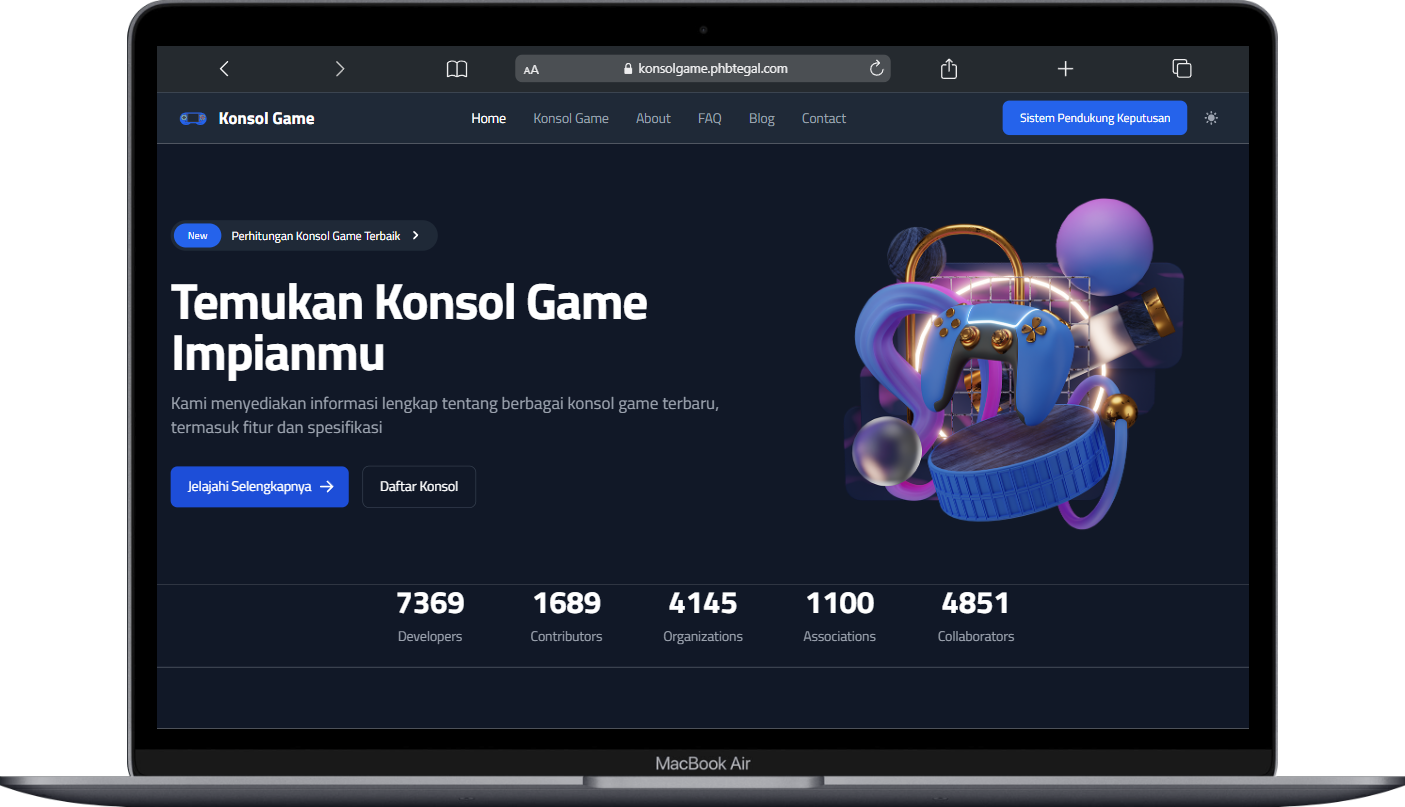 AA konsolgame.phbtegal.com
Konsol Game Home Konsol Game About FAQ Blog Contact Sistem Pendukung Keputusan
New Perhitungan Konsol Game Terbaik
Temukan Konsol Game
Impianmu
Kami menyediakan informasi lengkap tentang berbagai konsol game terbaru,
termasuk fitur dan spesifikasi
Jelajahi Selengkapnya Daftar Konsol
7369 1689 4145 1100 4851
Developers Contributors Organizations Associations Collaborators
MacBook Air